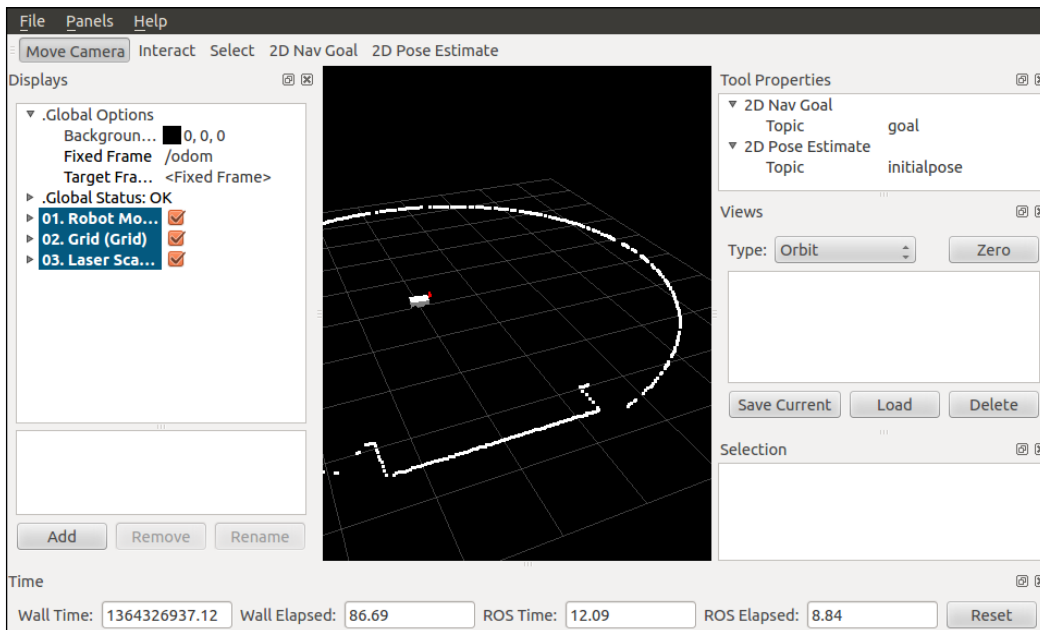 File Panels Help
Move Camera Interact Select 2D Nav Goal 2D Pose Estimate
Displays
.Global Options
Backgroun... 0, 0, 0
Fixed Frame /odom
Target Fra... <Fixed Frame>
.Global Status: OK
01. Robot Mo...
02. Grid (Grid)
03. Laser Sca...
Add Remove Rename
Tool Properties
2D Nav Goal
Topic goal
2D Pose Estimate
Topic initialpose
Views
Type: Orbit Zero
Save Current Load Delete
Selection
Time
Wall Time: 1364326937.12 Wall Elapsed: 86.69 ROS Time: 12.09 ROS Elapsed: 8.84 Reset